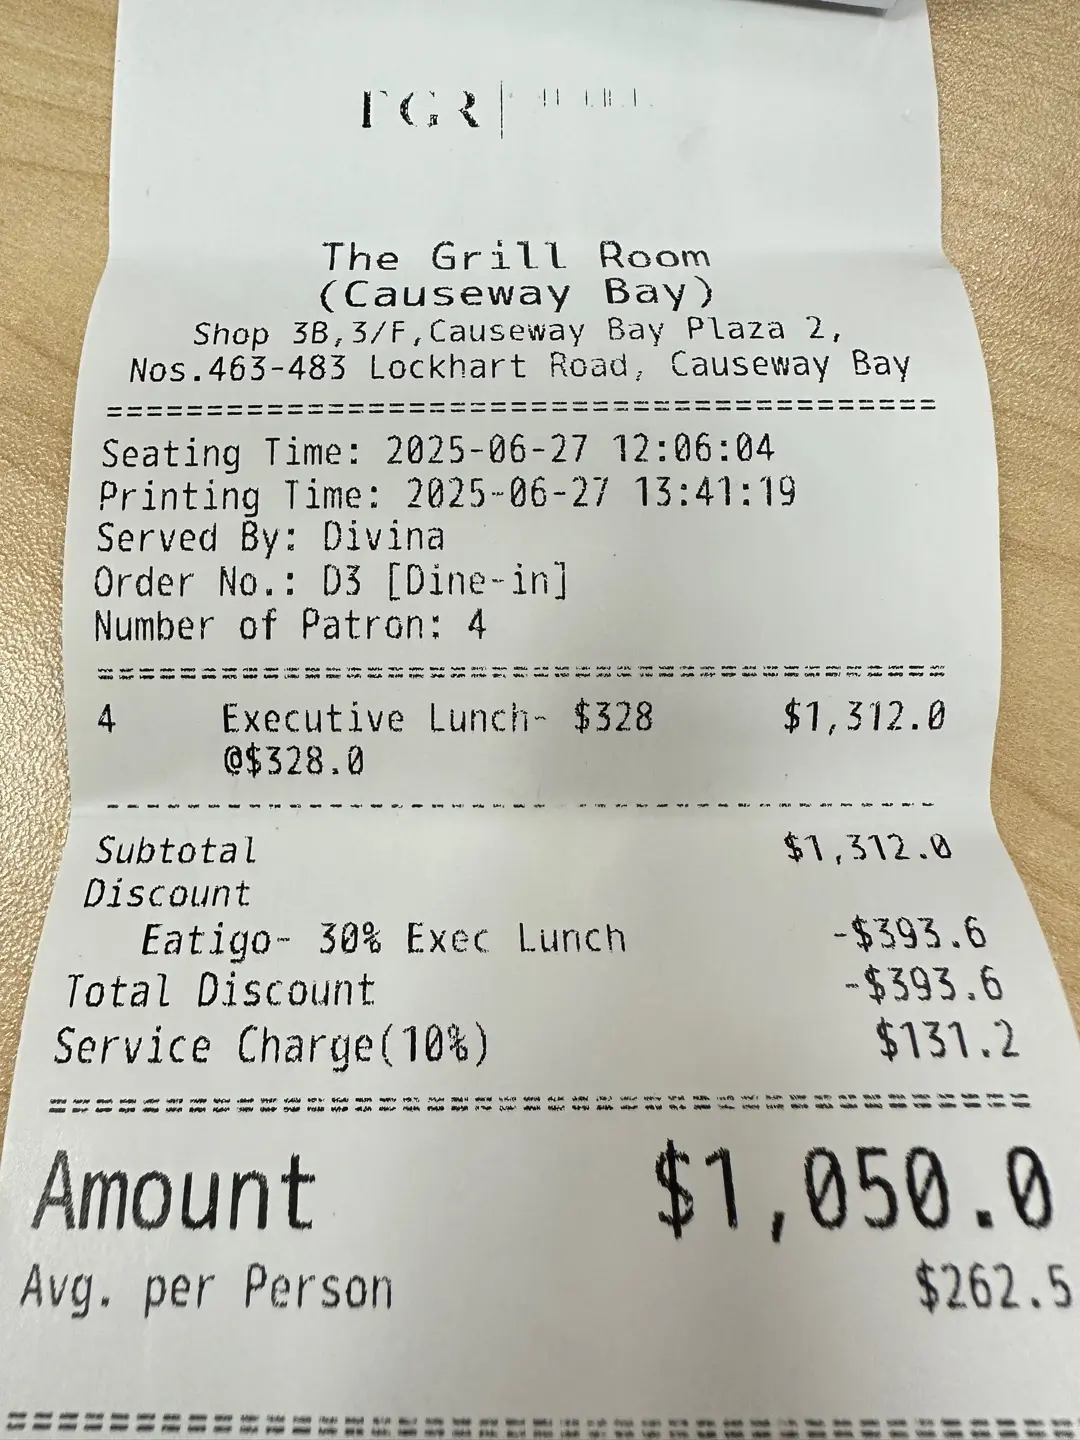 TGR
The Grill Room
(Causeway Bay)
Shop 3B,3/F,Causeway Bay Plaza 2,
Nos.463-483 Lockhart Road, Causeway Bay
Seating Time: 2025-06-27 12:06:04
Printing Time: 2025-06-27 13:41:19
Served By: Divina
Order No.: D3 [Dine-in]
Number of Patron: 4
4 Executive Lunch- $328 $1,312.0
@$328.0
Subtotal $1,312.0
Discount
Eatigo- 30% Exec Lunch -$393.6
Total Discount -$393.6
Service Charge(10%) $131.2
Amount $1,050.0
Avg. per Person $262.5